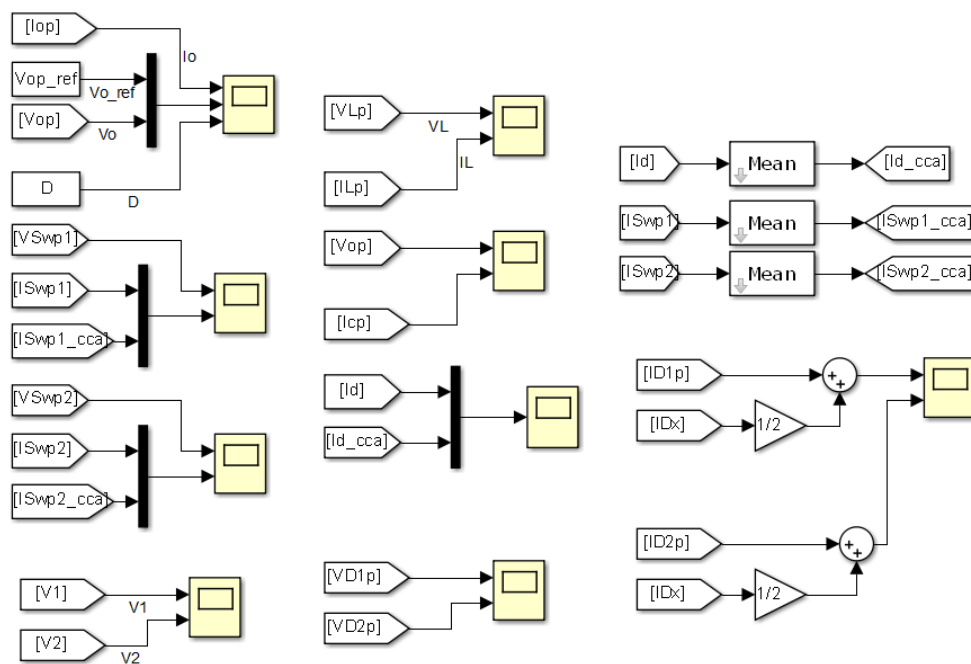 [Iop]
Io
Vop_ref
Vo_ref
[Vop]
Vo
D
D
[VSwp1]
[ISwp1]
[ISwp1_cca]
[VSwp2]
[ISwp2]
[ISwp2_cca]
[V1]
V1
[V2]
V2
[VLp]
VL
IL
[ILp]
[Vop]
[Icp]
[Id]
[Id_cca]
[VD1p]
[VD2p]
[Id]
Mean
[Id_cca]
[ISwp1]
Mean
[ISwp1_cca]
[ISwp2]
Mean
[ISwp2_cca]
[ID1p]
+
+
[IDx]
1/2
[ID2p]
+
+
[IDx]
1/2